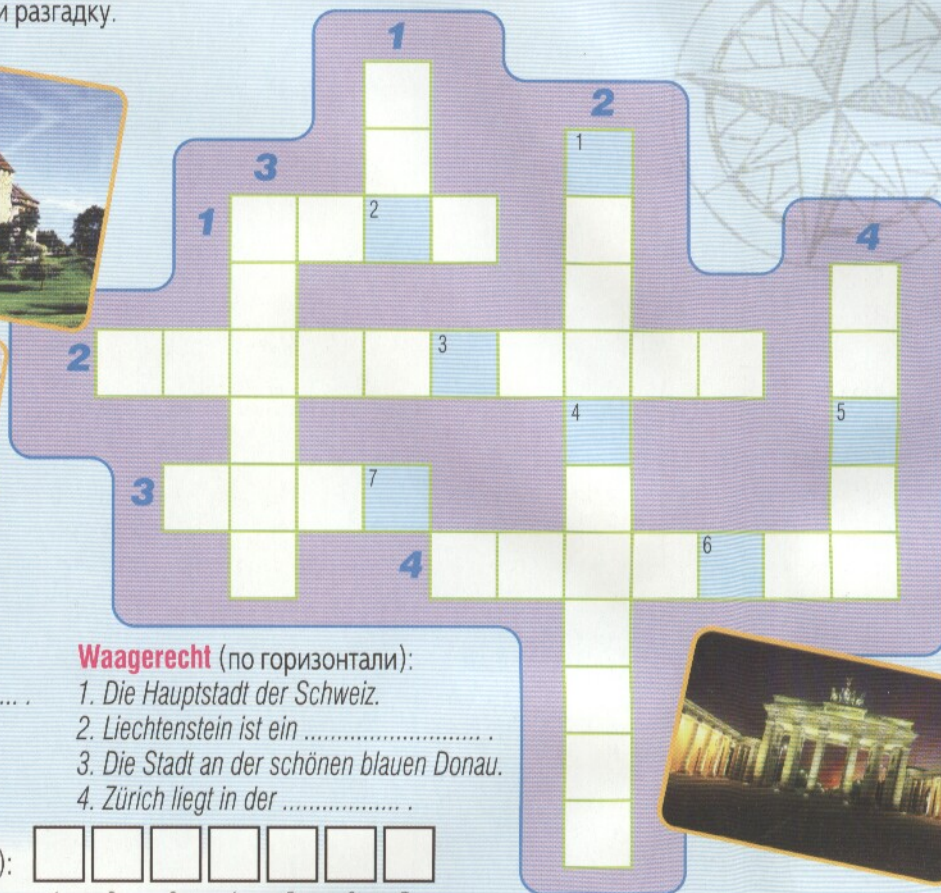 и разгадку.
1
2
3
1
1
2
4
2
3
4
5
3
7
4
6
Waagerecht (по горизонтали):
1. Die Hauptstadt der Schweiz.
2. Liechtenstein ist ein ............................ .
3. Die Stadt an der schönen blauen Donau.
4. Zürich liegt in der .................. .
... .
):